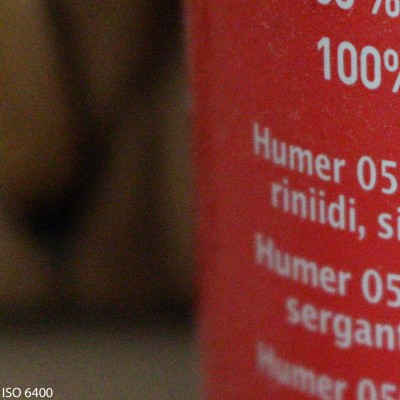 %
100%
Humer 05
riniidi, si
Humer 05
sergant
Humer 05
ISO 6400